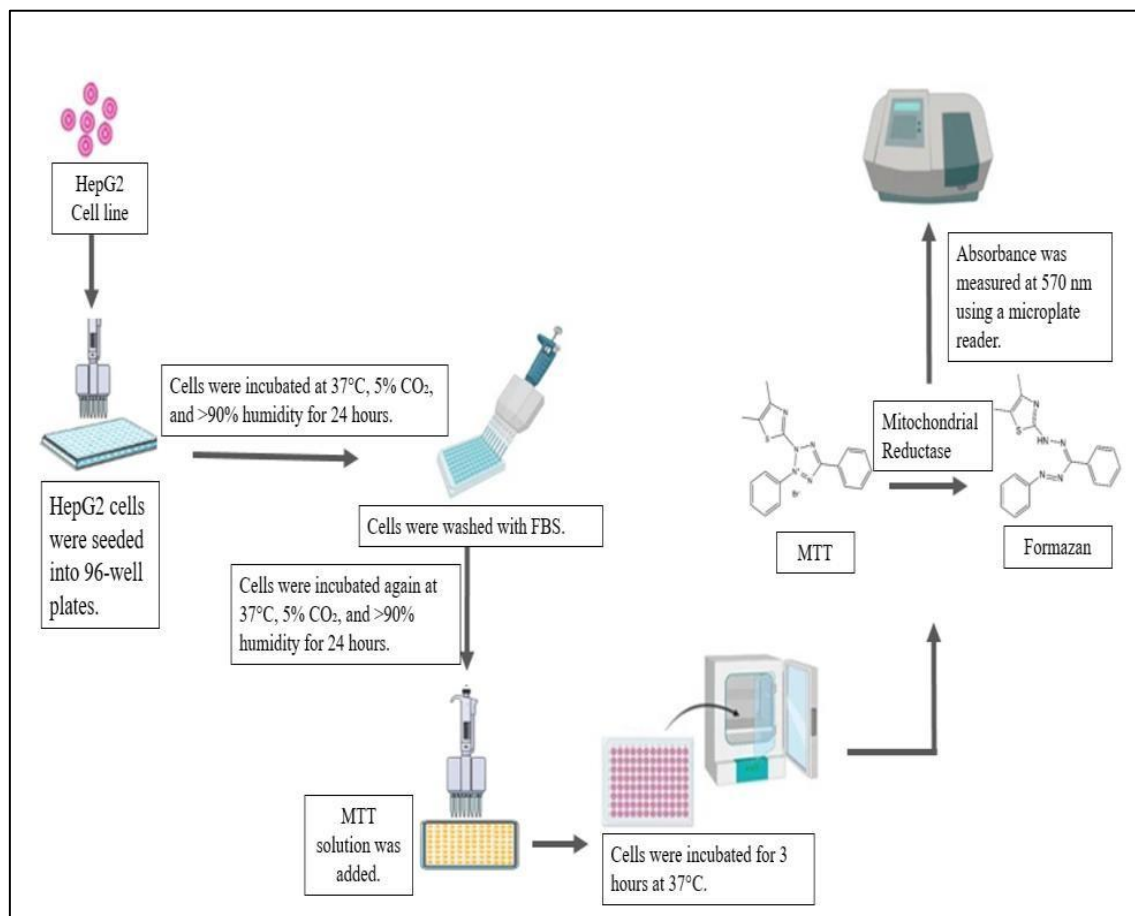 HepG2
Cell line
HepG2 cells
were seeded
into 96-well
plates.
Cells were incubated at 37°C, 5% CO₂,
and >90% humidity for 24 hours.
Cells were washed with FBS.
Cells were incubated again at
37°C, 5% CO₂, and >90%
humidity for 24 hours.
MTT
solution was
added.
Cells were incubated for 3
hours at 37°C.
S
N
N
N⁺
N
N
Br⁻
MTT
Mitochondrial
Reductase
S
N
HN
N
N=N
Formazan
Absorbance was
measured at 570 nm
using a microplate
reader.